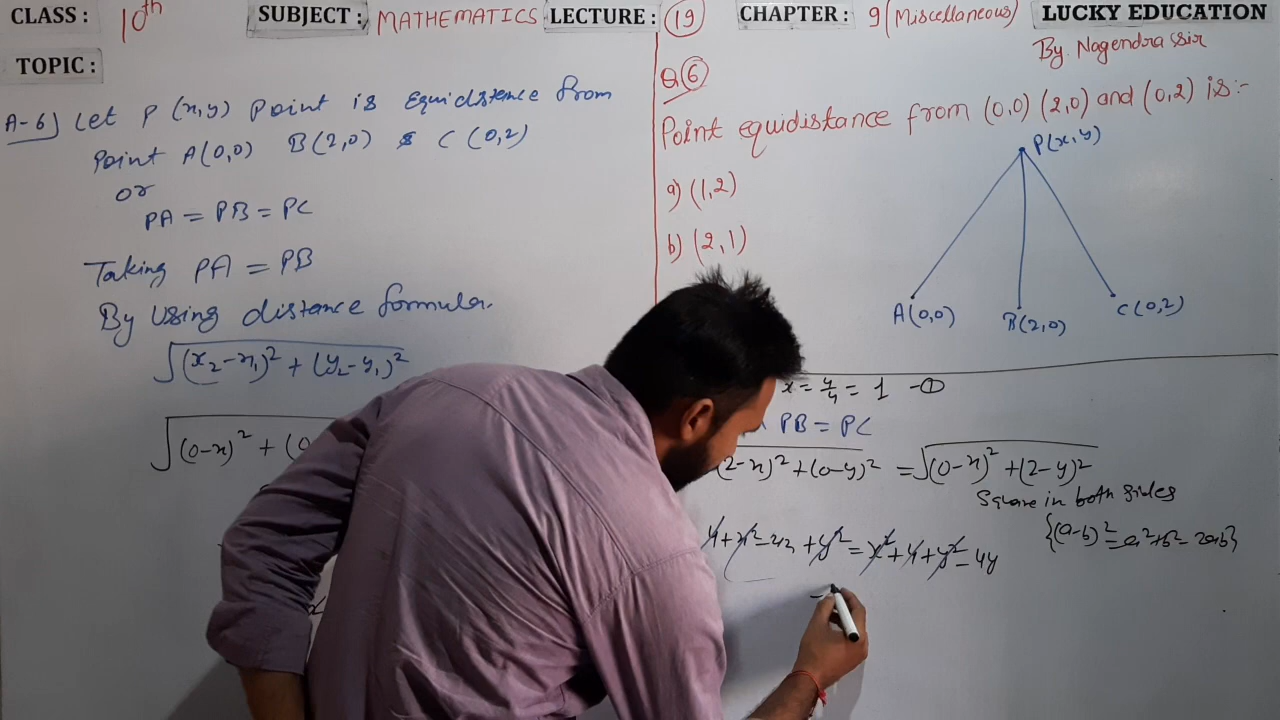 CLASS : 10th SUBJECT : MATHEMATICS LECTURE : 19 CHAPTER : 9 (Miscellaneous) LUCKY EDUCATION
By. Nagendra Sir
TOPIC :
A-6) Let P (x,y) Point is Equidstence from
Point A(0,0) B(2,0) & C (0,2)
or
PA = PB = PC
Taking PA = PB
By Using distance formula.
√(x₂-x₁)² + (y₂-y₁)²
√(0-x)² + (0
x
Q.6
Point equidistance from (0,0) (2,0) and (0,2) is:-
a) (1,2)
b) (2,1)
P(x,y)
A(0,0)
B(2,0)
C(0,2)
x = 4/4 = 1 -①
PB = PC
(2-x)²+(0-y)² = √(0-x)²+(2-y)²
Square in both sides
{(a-b)²=a²+b²-2ab}
4+x²-4x+y²=x²+4+y²-4y
-